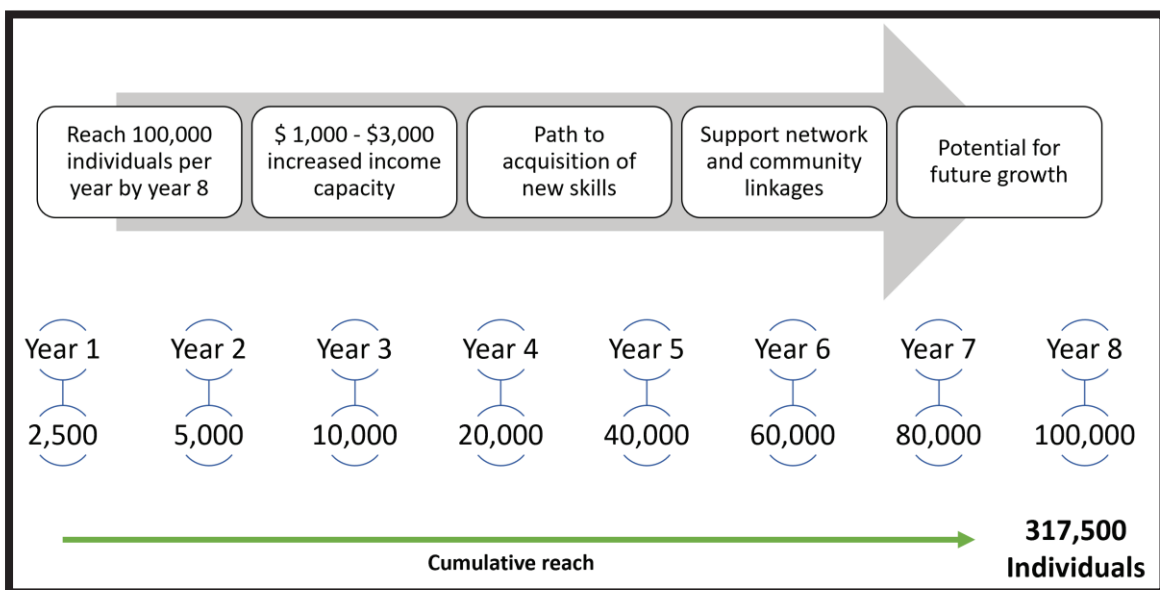 Reach 100,000
individuals per
year by year 8
$ 1,000 - $3,000
increased income
capacity
Path to
acquisition of
new skills
Support network
and community
linkages
Potential for
future growth
Year 1
Year 2
Year 3
Year 4
Year 5
Year 6
Year 7
Year 8
2,500
5,000
10,000
20,000
40,000
60,000
80,000
100,000
Cumulative reach
317,500
Individuals